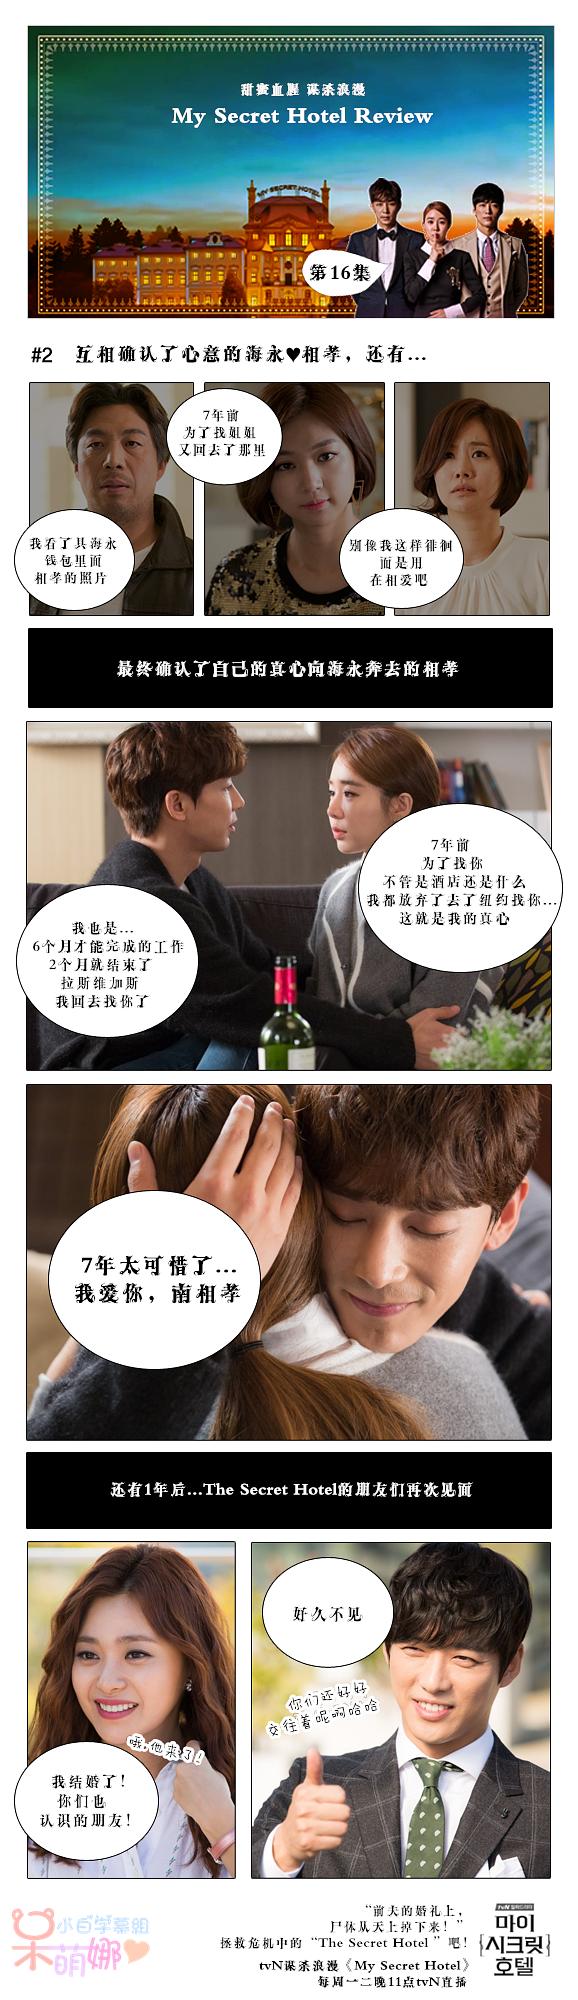 甜蜜血腥 谋杀浪漫
My Secret Hotel Review
MY SECRET HOTEL
第16集
#2 互相确认了心意的海永♥相孝，还有...
7年前
为了找姐姐
又回去了那里
我看了具海永
钱包里面
相孝的照片
别像我这样徘徊
而是用
在相爱吧
最终确认了自己的真心向海永奔去的相孝
7年前
为了找你
不管是酒店还是什么
我都放弃了去了纽约找你...
这就是我的真心
我也是...
6个月才能完成的工作
2个月就结束了
拉斯维加斯
我回去找你了
7年太可惜了...
我爱你，南相孝
还有1年后...The Secret Hotel的朋友们再次见面
好久不见
你们还好好
交往着呢啊哈哈
哦,他来了!
我结婚了!
你们也
认识的朋友!
呆萌娜
小白字幕组
“前夫的婚礼上，
尸体从天上掉下来！”
拯救危机中的“The Secret Hotel ”吧！
tvN谋杀浪漫《My Secret Hotel》
每周一二晚11点tvN直播
마이
시크릿
호텔